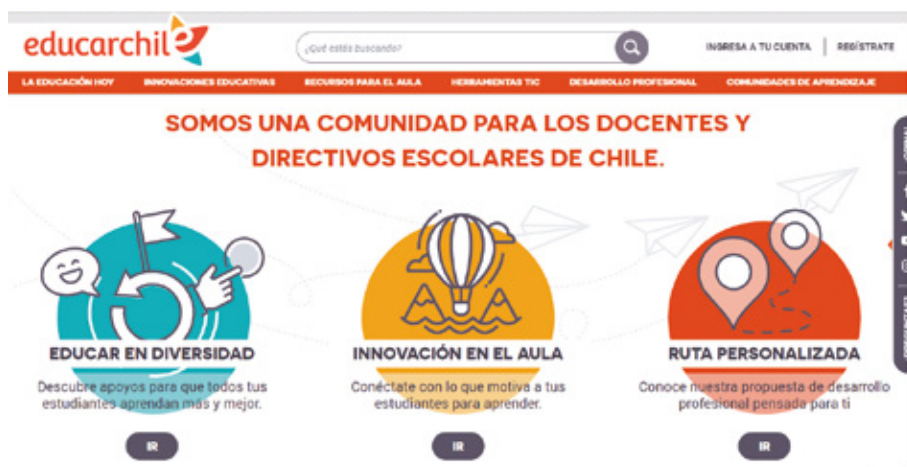 educarchile
¿Qué estás buscando?
INGRESA A TU CUENTA | REGÍSTRATE
LA EDUCACIÓN HOY INNOVACIONES EDUCATIVAS RECURSOS PARA EL AULA HERRAMIENTAS TIC DESARROLLO PROFESIONAL COMUNIDADES DE APRENDIZAJE
SOMOS UNA COMUNIDAD PARA LOS DOCENTES Y
DIRECTIVOS ESCOLARES DE CHILE.
EDUCAR EN DIVERSIDAD
Descubre apoyos para que todos tus
estudiantes aprendan más y mejor.
IR
INNOVACIÓN EN EL AULA
Conéctate con lo que motiva a tus
estudiantes para aprender.
IR
RUTA PERSONALIZADA
Conoce nuestra propuesta de desarrollo
profesional pensada para ti
IR